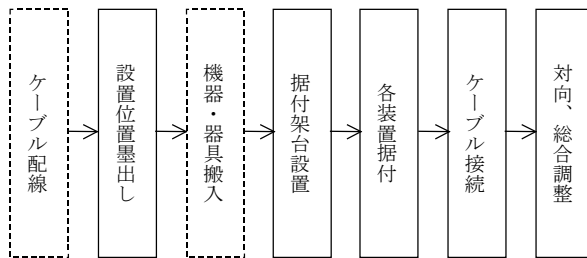 ケーブル配線
設置位置墨出し
機器・器具搬入
据付架台設置
各装置据付
ケーブル接続
対向、総合調整